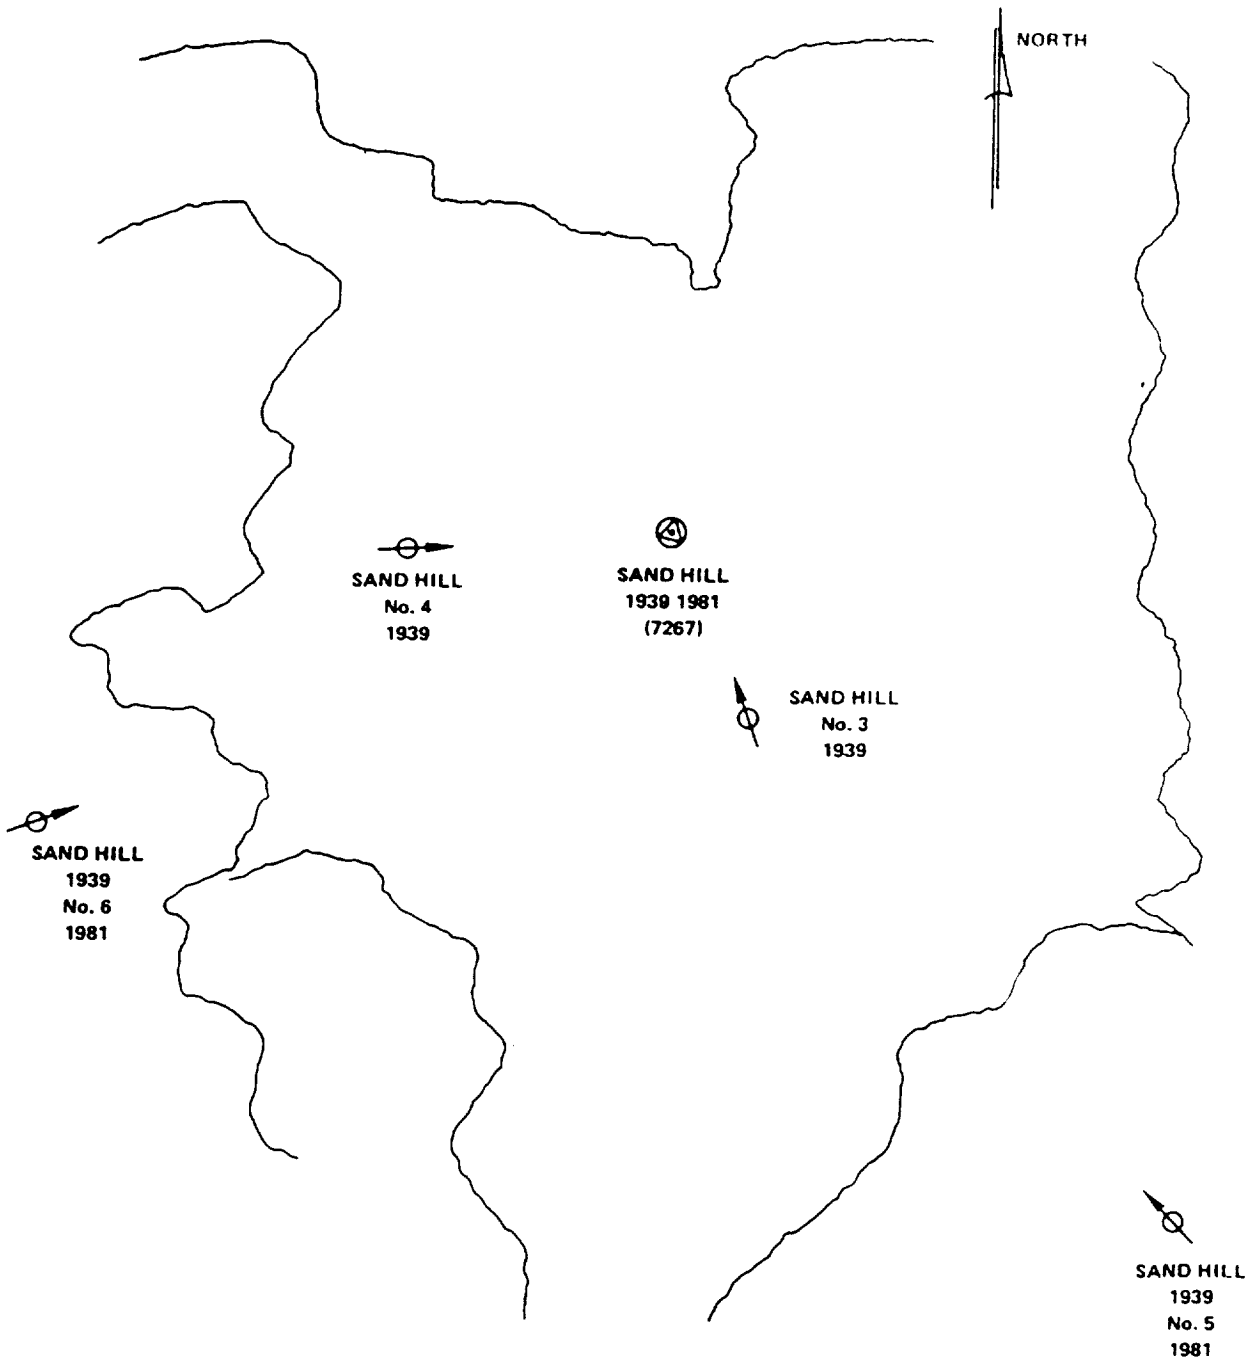 NORTH
SAND HILL
No. 4
1939
SAND HILL
1939 1981
(7267)
SAND HILL
No. 3
1939
SAND HILL
1939
No. 6
1981
SAND HILL
1939
No. 5
1981